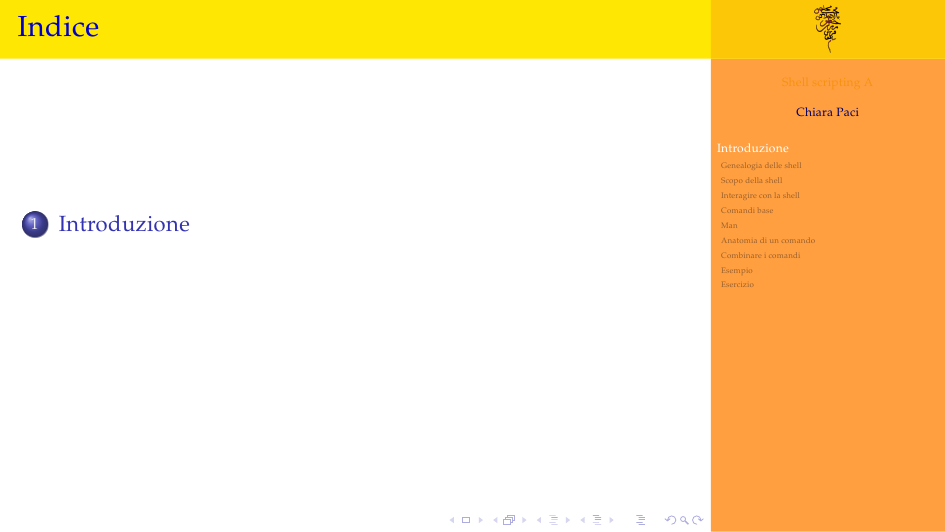 Indice
Shell scripting A
Chiara Paci
Introduzione
Genealogia delle shell
Scopo della shell
Interagire con la shell
Comandi base
Man
Anatomia di un comando
Combinare i comandi
Esempio
Esercizio
1 Introduzione